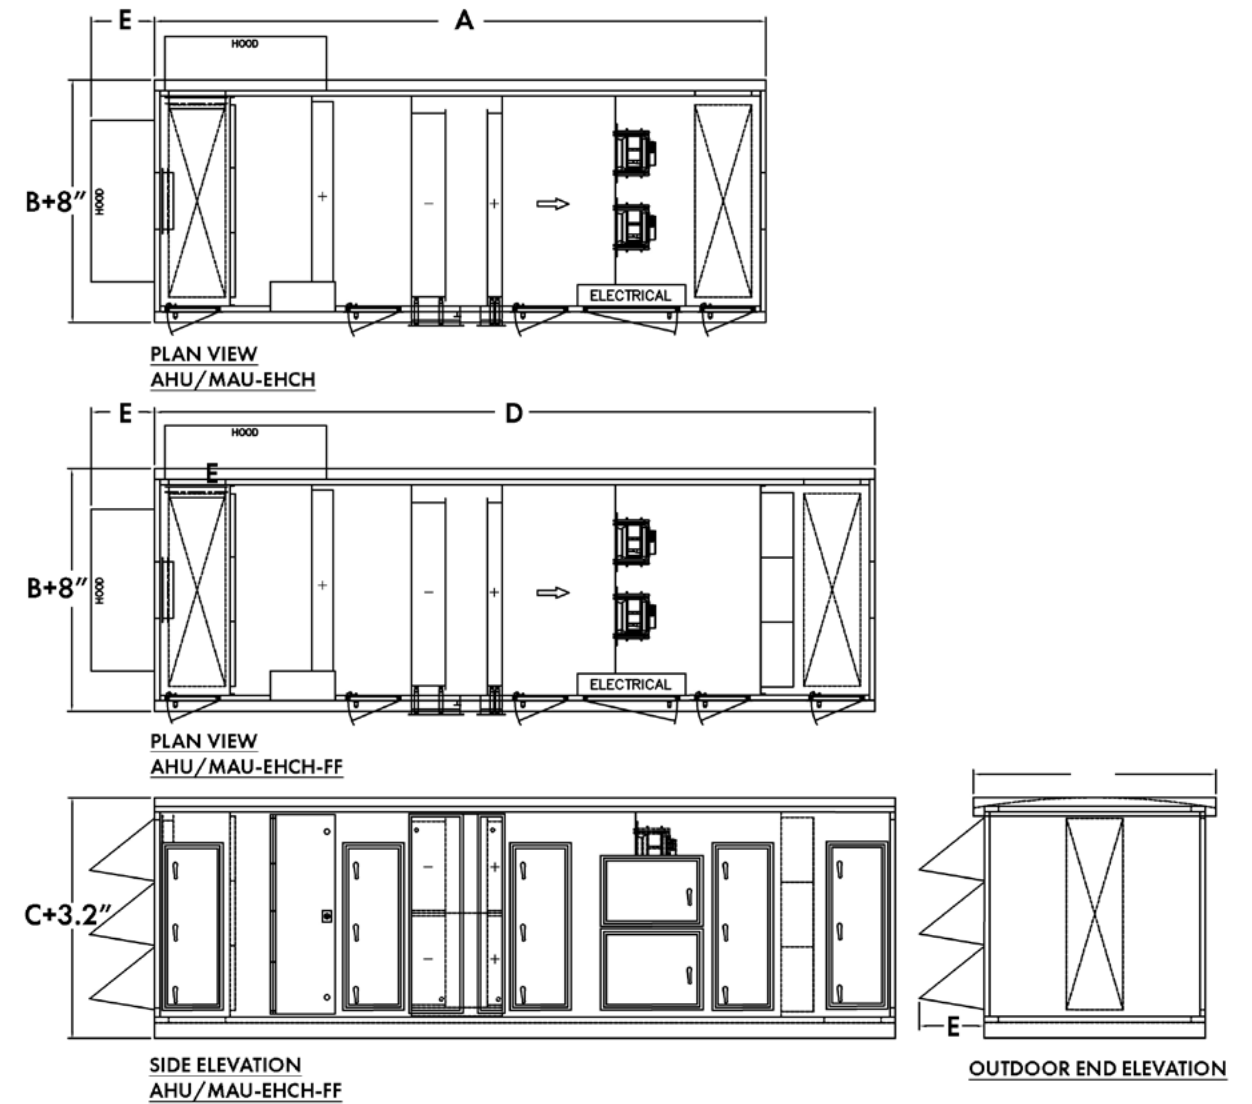 E
A
HOOD
B+8"
HOOD
ELECTRICAL
PLAN VIEW
AHU/MAU-EHCH
E
D
HOOD
E
B+8"
HOOD
ELECTRICAL
PLAN VIEW
AHU/MAU-EHCH-FF
C+3.2"
E
SIDE ELEVATION
AHU/MAU-EHCH-FF
OUTDOOR END ELEVATION